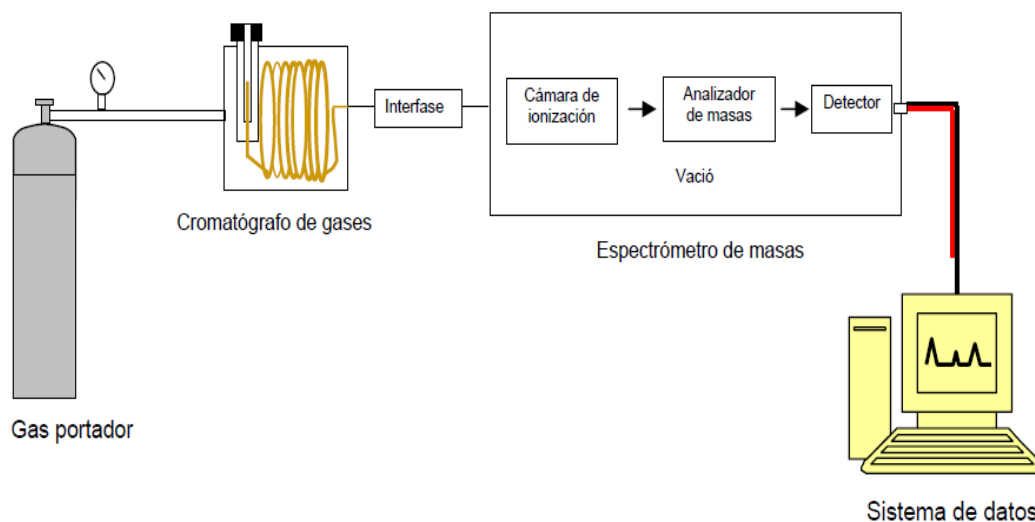 Interfase
Cámara de
ionización
Analizador
de masas
Detector
Vació
Cromatógrafo de gases
Espectrómetro de masas
Gas portador
Sistema de datos